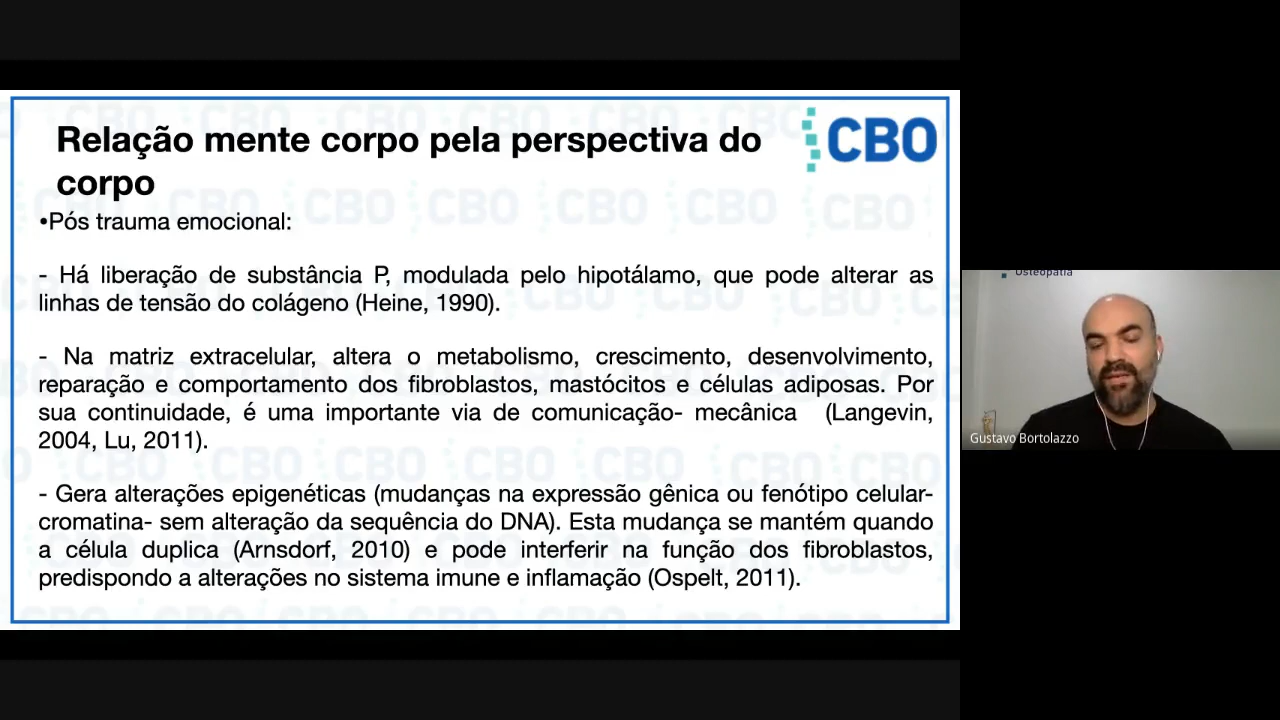 Relação mente corpo pela perspectiva do
corpo
CBO
•Pós trauma emocional:
- Há liberação de substância P, modulada pelo hipotálamo, que pode alterar as
linhas de tensão do colágeno (Heine, 1990).
- Na matriz extracelular, altera o metabolismo, crescimento, desenvolvimento,
reparação e comportamento dos fibroblastos, mastócitos e células adiposas. Por
sua continuidade, é uma importante via de comunicação- mecânica (Langevin,
2004, Lu, 2011).
- Gera alterações epigenéticas (mudanças na expressão gênica ou fenótipo celular-
cromatina- sem alteração da sequência do DNA). Esta mudança se mantém quando
a célula duplica (Arnsdorf, 2010) e pode interferir na função dos fibroblastos,
predispondo a alterações no sistema imune e inflamação (Ospelt, 2011).
Osteopatia
Gustavo Bortolazzo